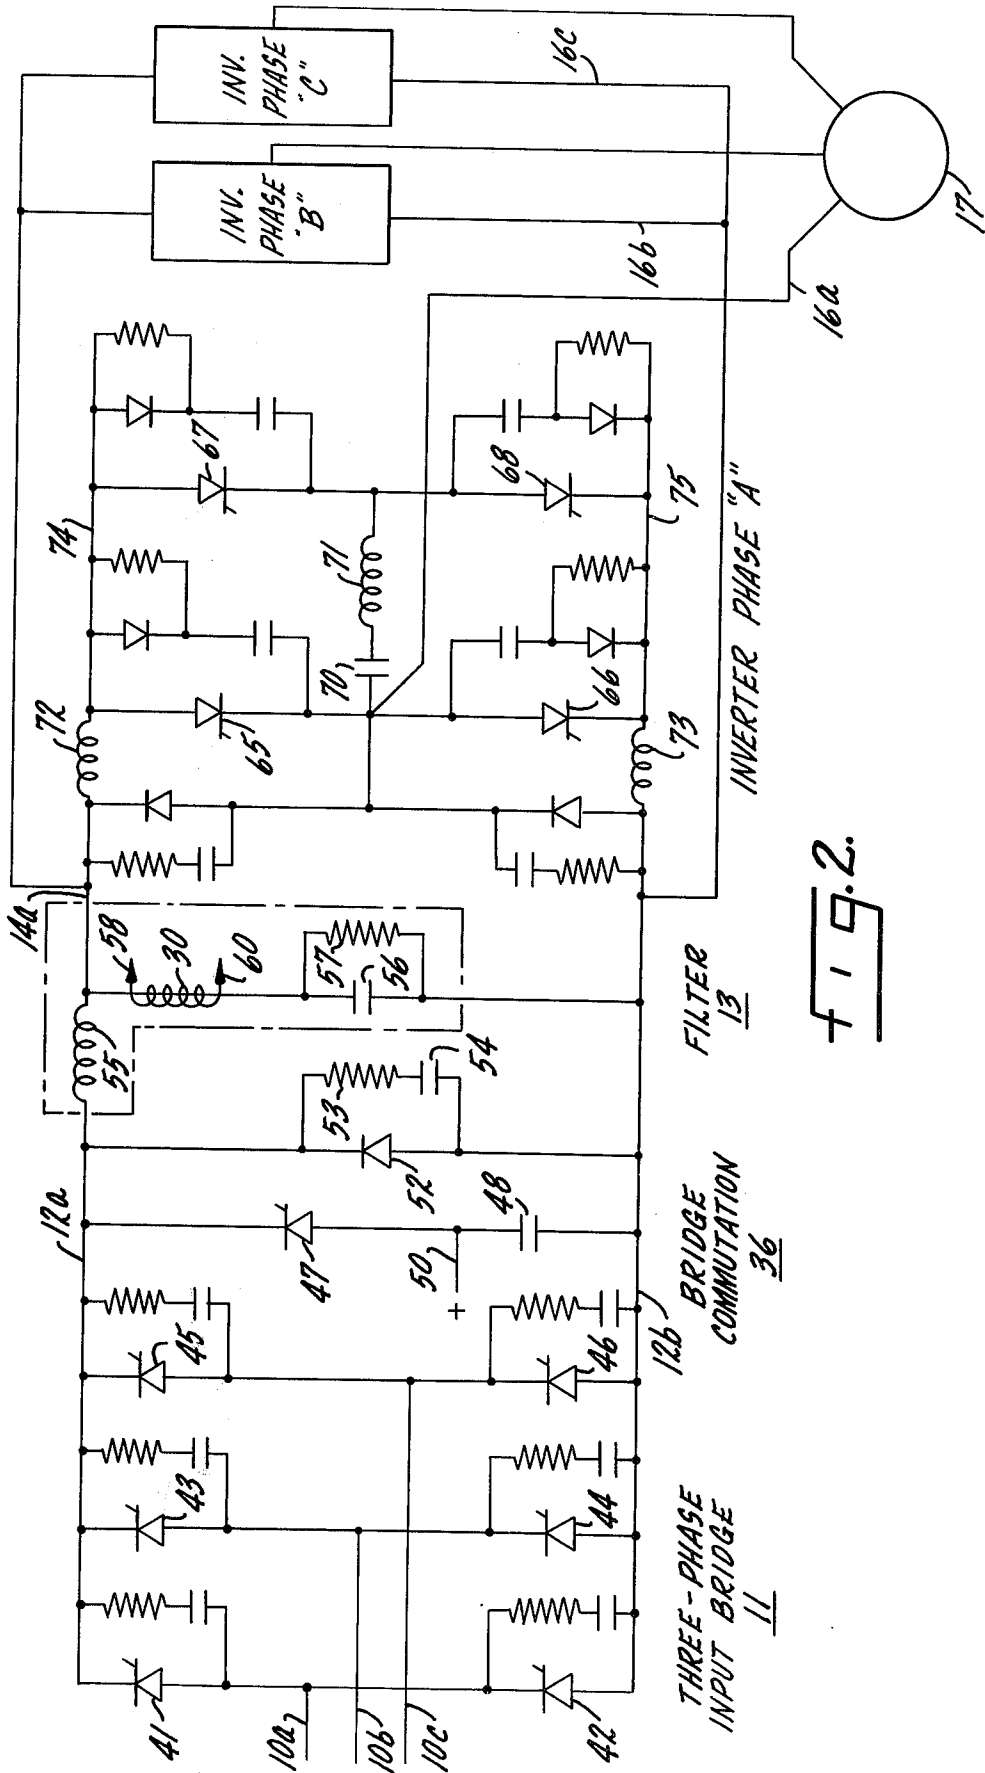 INV.
PHASE
"C"
INV.
PHASE
"B"
16c
16b
16a
17
14a
72
74
65
67
70
71
66
68
73
75
INVERTER PHASE "A"
12a
55
58
30
60
57
56
53
54
52
47
50
+
48
45
46
43
44
41
42
10a
10b
10c
12b
THREE-PHASE
INPUT BRIDGE
11
BRIDGE
COMMUTATION
36
FILTER
13
Fig. 2.